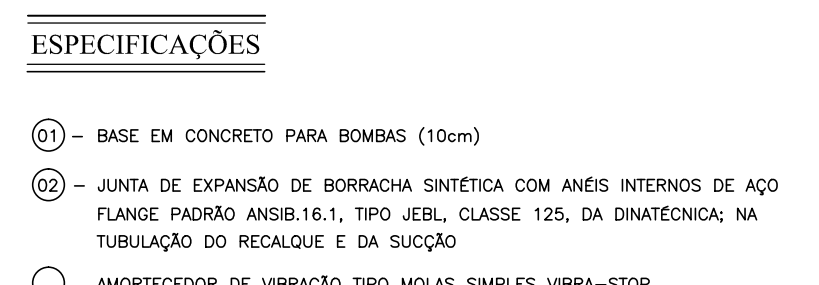 ESPECIFICAÇÕES
01 - BASE EM CONCRETO PARA BOMBAS (10cm)
02 - JUNTA DE EXPANSÃO DE BORRACHA SINTÉTICA COM ANÉIS INTERNOS DE AÇO
FLANGE PADRÃO ANSIB.16.1, TIPO JEBL, CLASSE 125, DA DINATÉCNICA; NA
TUBULAÇÃO DO RECALQUE E DA SUCÇÃO
AMORTECEDOR DE VIBRAÇÃO TIPO MOLAS SIMPLES VIBRA-STOP